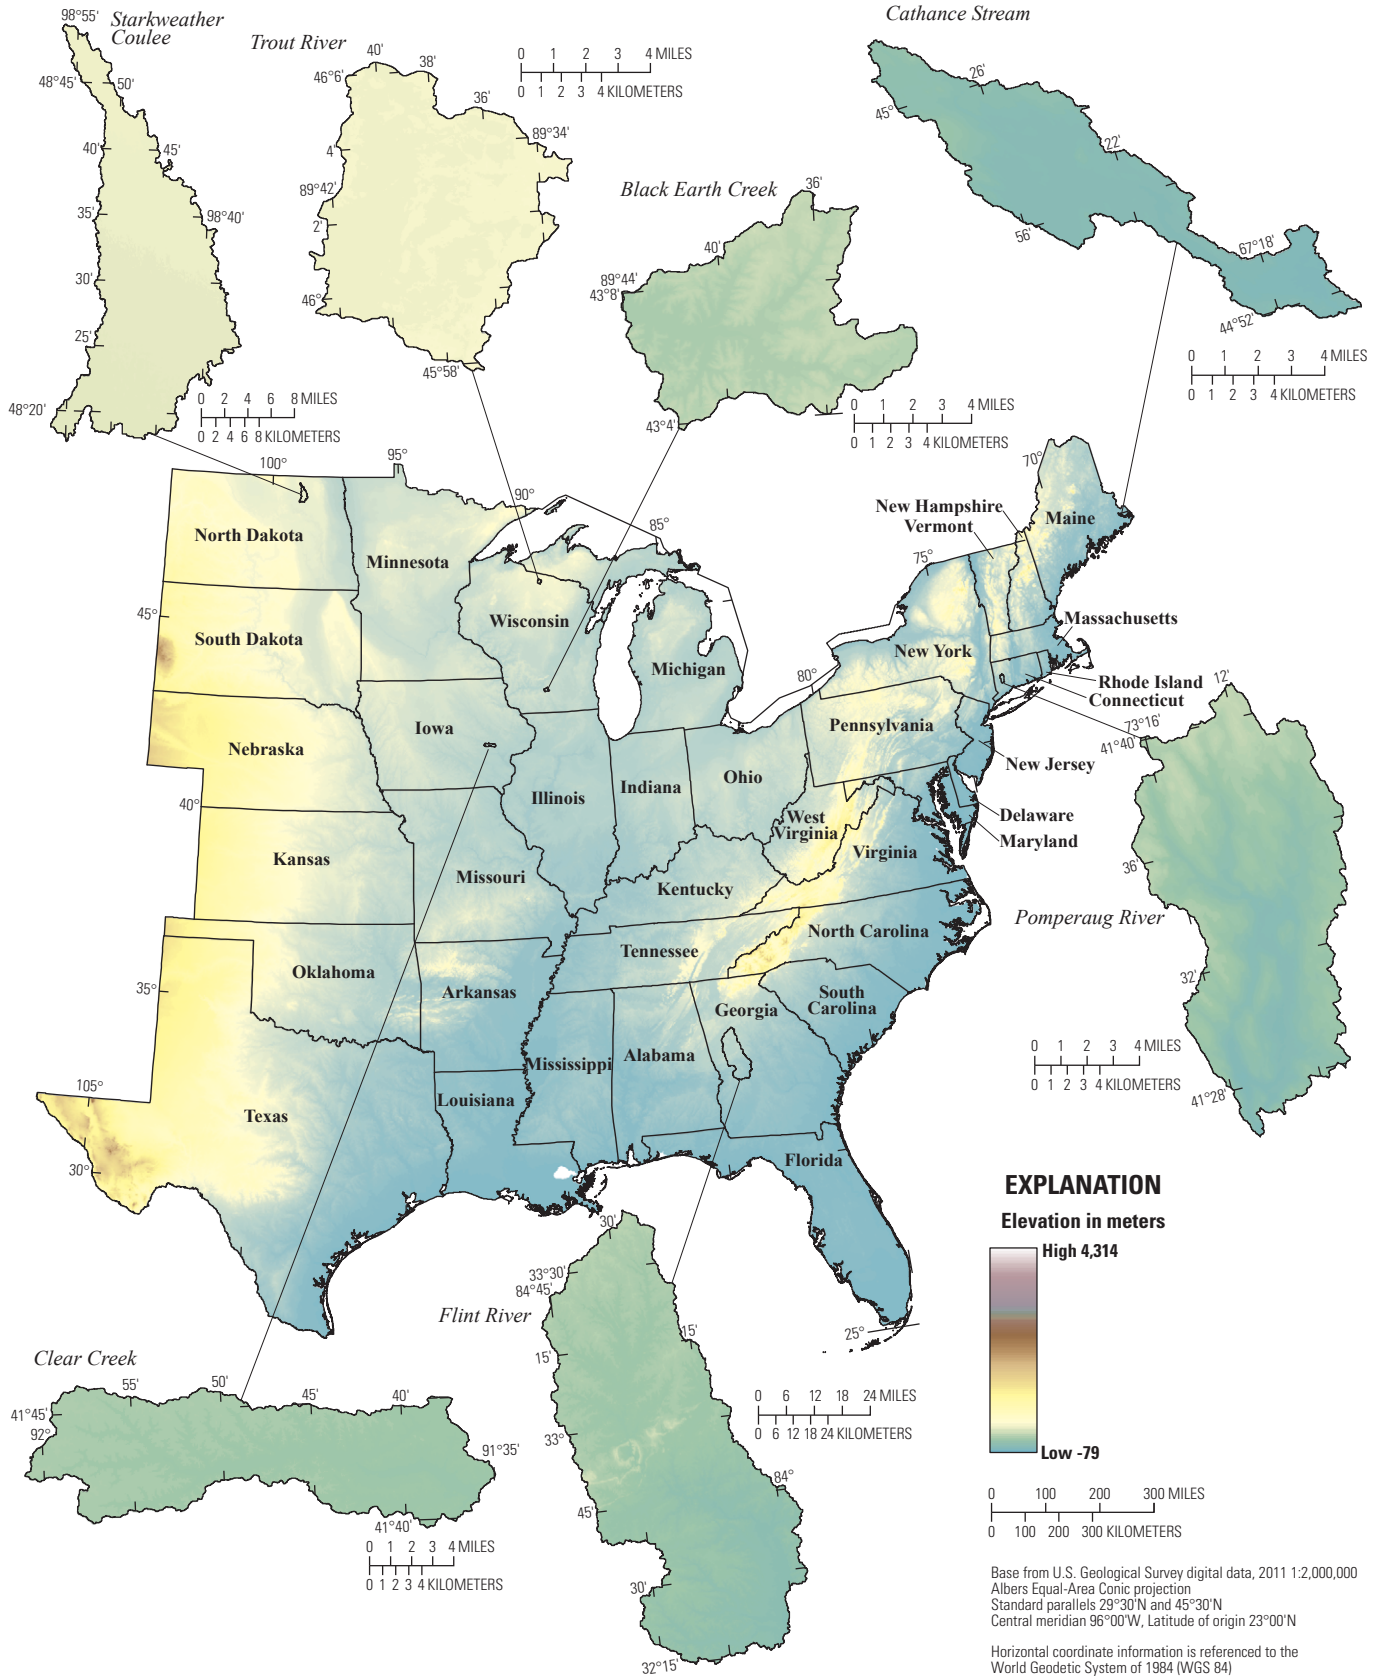 Starkweather
Coulee
98°55'
48°45'
50'
40'
45'
35'
98°40'
30'
25'
48°20'
0 2 4 6 8 MILES
0 2 4 6 8 KILOMETERS
Trout River
40'
46°6'
38'
36'
89°34'
4'
89°42'
2'
46°
45°58'
0 1 2 3 4 MILES
0 1 2 3 4 KILOMETERS
Black Earth Creek
36'
40'
89°44'
43°8'
43°4'
0 1 2 3 4 MILES
0 1 2 3 4 KILOMETERS
Cathance Stream
26'
45°
22'
56'
67°18'
44°52'
0 1 2 3 4 MILES
0 1 2 3 4 KILOMETERS
100°
95°
90°
85°
80°
75°
70°
45°
40°
35°
105°
30°
25°
North Dakota
Minnesota
South Dakota
Wisconsin
Michigan
Nebraska
Iowa
Illinois
Indiana
Ohio
Kansas
Missouri
Kentucky
West
Virginia
Virginia
Oklahoma
Arkansas
Tennessee
North Carolina
South
Carolina
Georgia
Alabama
Mississippi
Louisiana
Texas
Florida
New York
Pennsylvania
New Hampshire
Vermont
Maine
Massachusetts
Rhode Island
Connecticut
New Jersey
Delaware
Maryland
Pomperaug River
12'
73°16'
41°40'
36'
32'
41°28'
0 1 2 3 4 MILES
0 1 2 3 4 KILOMETERS
Flint River
30'
33°30'
84°45'
15'
15'
33°
84°
45'
30'
32°15'
0 6 12 18 24 MILES
0 6 12 18 24 KILOMETERS
Clear Creek
55'
50'
45'
40'
41°45'
92°
91°35'
41°40'
0 1 2 3 4 MILES
0 1 2 3 4 KILOMETERS
EXPLANATION
Elevation in meters
High 4,314
Low -79
0 100 200 300 MILES
0 100 200 300 KILOMETERS
Base from U.S. Geological Survey digital data, 2011 1:2,000,000
Albers Equal-Area Conic projection
Standard parallels 29°30'N and 45°30'N
Central meridian 96°00'W, Latitude of origin 23°00'N
Horizontal coordinate information is referenced to the
World Geodetic System of 1984 (WGS 84)